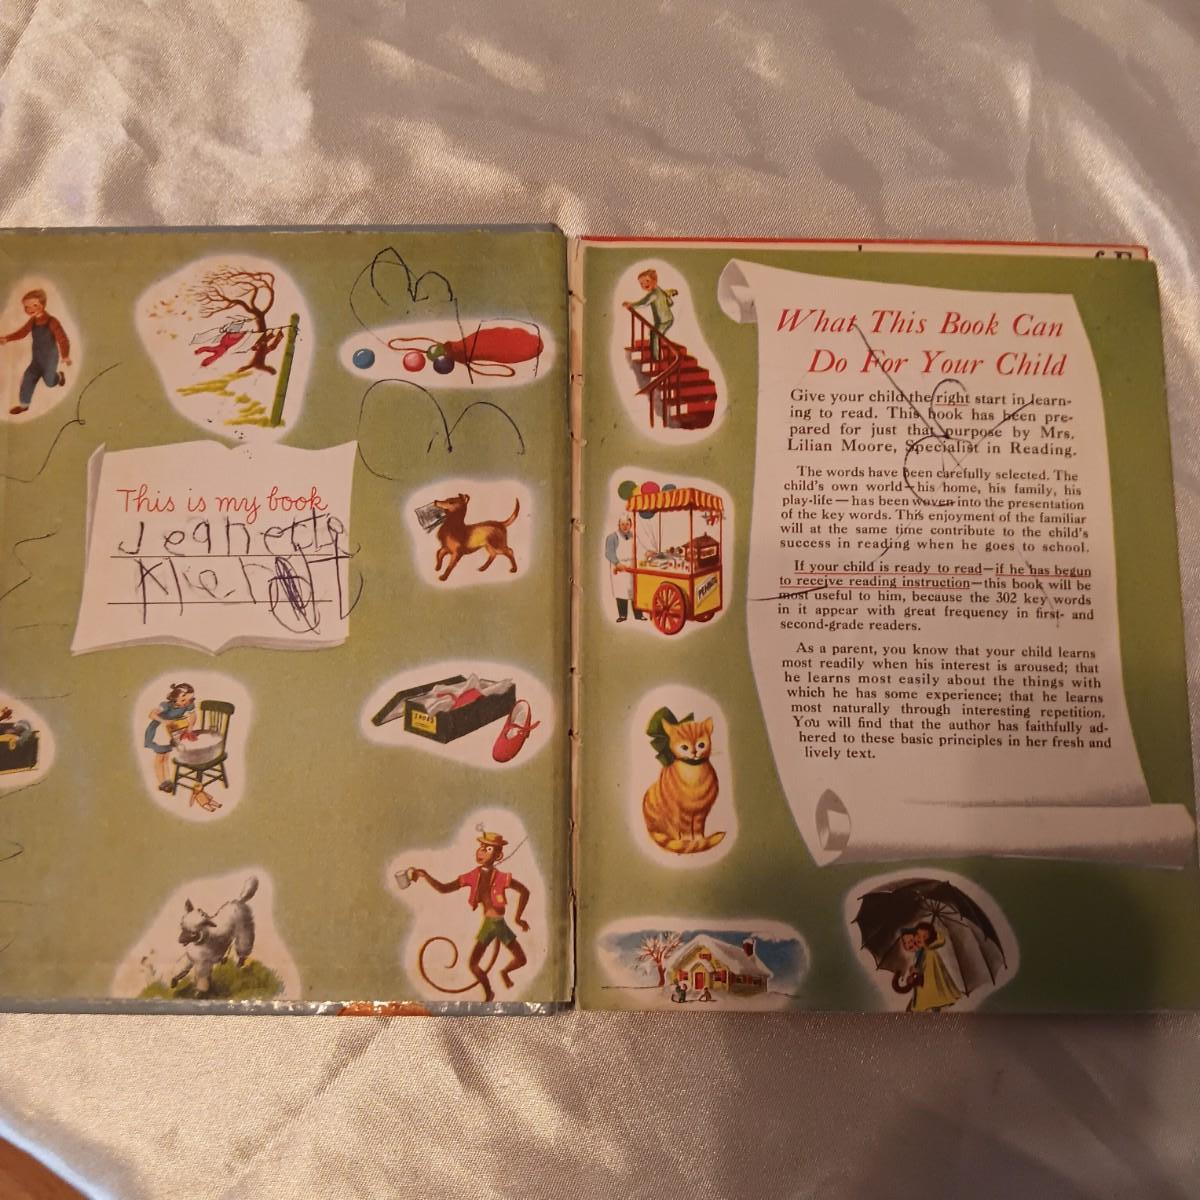 This is my book
Jeanette
SHOES
What This Book Can
Do For Your Child
Give your child the right start in learn-
ing to read. This book has been pre-
pared for just that purpose by Mrs.
Lilian Moore, Specialist in Reading.
The words have been carefully selected. The
child's own world—his home, his family, his
play-life—has been woven into the presentation
of the key words. This enjoyment of the familiar
will at the same time contribute to the child's
success in reading when he goes to school.
If your child is ready to read—if he has begun
to receive reading instruction—this book will be
most useful to him, because the 302 key words
in it appear with great frequency in first- and
second-grade readers.
As a parent, you know that your child learns
most readily when his interest is aroused; that
he learns most easily about the things with
which he has some experience; that he learns
most naturally through interesting repetition.
You will find that the author has faithfully ad-
hered to these basic principles in her fresh and
lively text.
PEANUTS